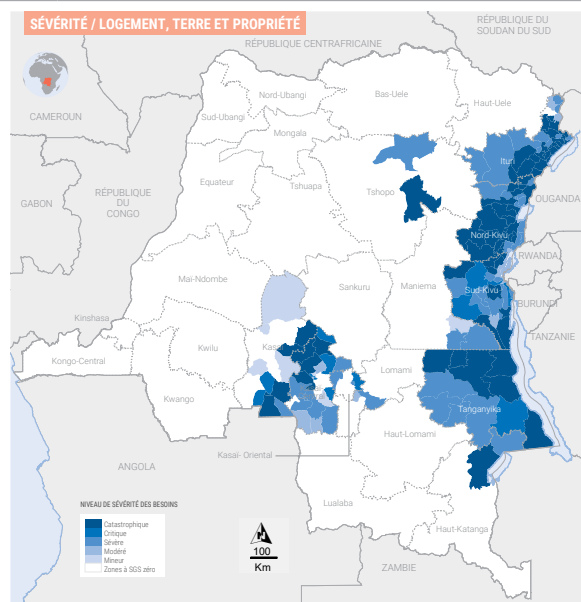 SÉVÉRITÉ / LOGEMENT, TERRE ET PROPRIÉTÉ
RÉPUBLIQUE DU
SOUDAN DU SUD
RÉPUBLIQUE CENTRAFRICAINE
CAMEROUN
Nord-Ubangi
Bas-Uele
Haut-Uele
Sud-Ubangi
Mongala
Ituri
Equateur
Tshuapa
Tshopo
GABON
RÉPUBLIQUE
DU
CONGO
OUGANDA
Nord-Kivu
RWANDA
Maï-Ndombe
Sankuru
Maniema
Sud-Kivu
BURUNDI
Kinshasa
TANZANIE
Kwilu
Kongo-Central
Lomami
Kwango
Tanganyika
Haut-Lomami
Kasaï- Oriental
ANGOLA
Lualaba
Haut-Katanga
ZAMBIE
NIVEAU DE SÉVÉRITÉ DES BESOINS
Catastrophique
Critique
Sévère
Modéré
Mineur
Zones à SGS zéro
100
Km